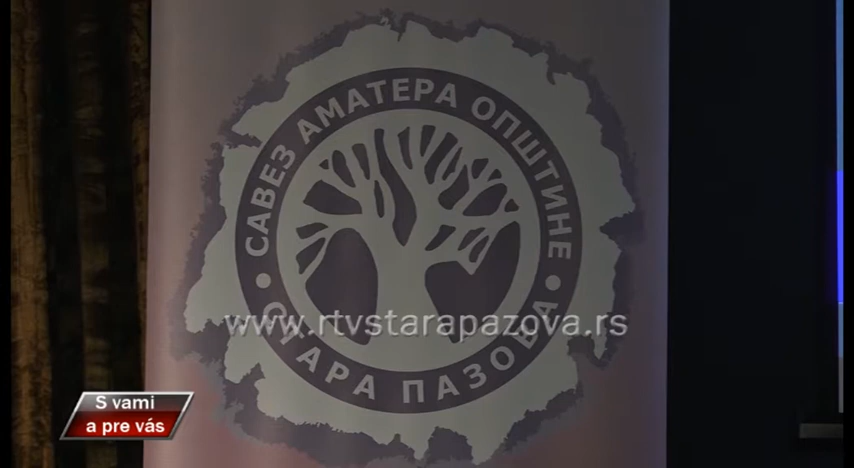 САВЕЗ АМАТЕРА ОПШТИНЕ
СТАРА ПАЗОВА
www.rtvstarapazova.rs
S vami
a pre vás